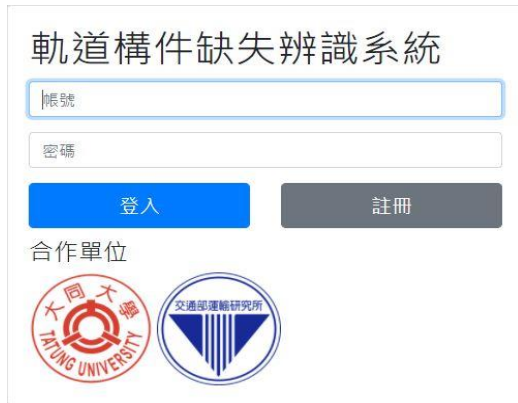 軌道構件缺失辨識系統
帳號
密碼
登入
註冊
合作單位
大同大學
TATUNG UNIVERSITY
交通部運輸研究所